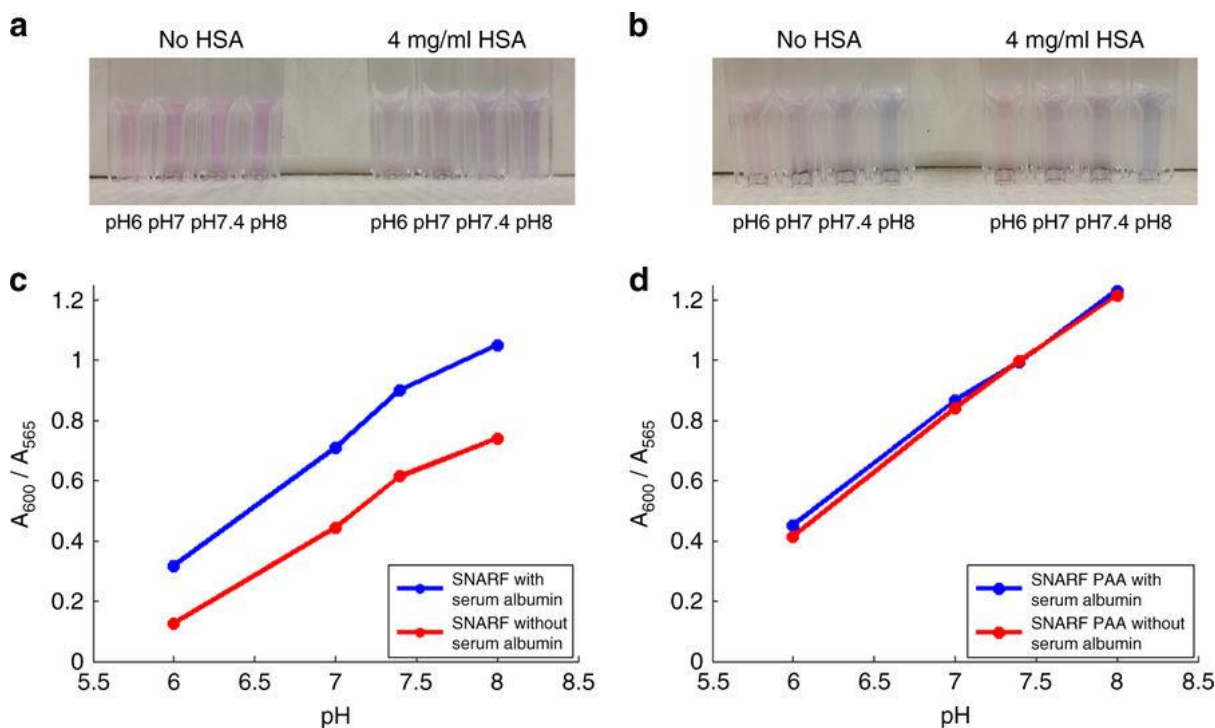 a
No HSA 4 mg/ml HSA
pH6 pH7 pH7.4 pH8 pH6 pH7 pH7.4 pH8
b
No HSA 4 mg/ml HSA
pH6 pH7 pH7.4 pH8 pH6 pH7 pH7.4 pH8
c
A600 / A565
1.2
1
0.8
0.6
0.4
0.2
0
5.5 6 6.5 7 7.5 8 8.5
pH
SNARF with
serum albumin
SNARF without
serum albumin
d
A600 / A565
1.2
1
0.8
0.6
0.4
0.2
0
5.5 6 6.5 7 7.5 8 8.5
pH
SNARF PAA with
serum albumin
SNARF PAA without
serum albumin